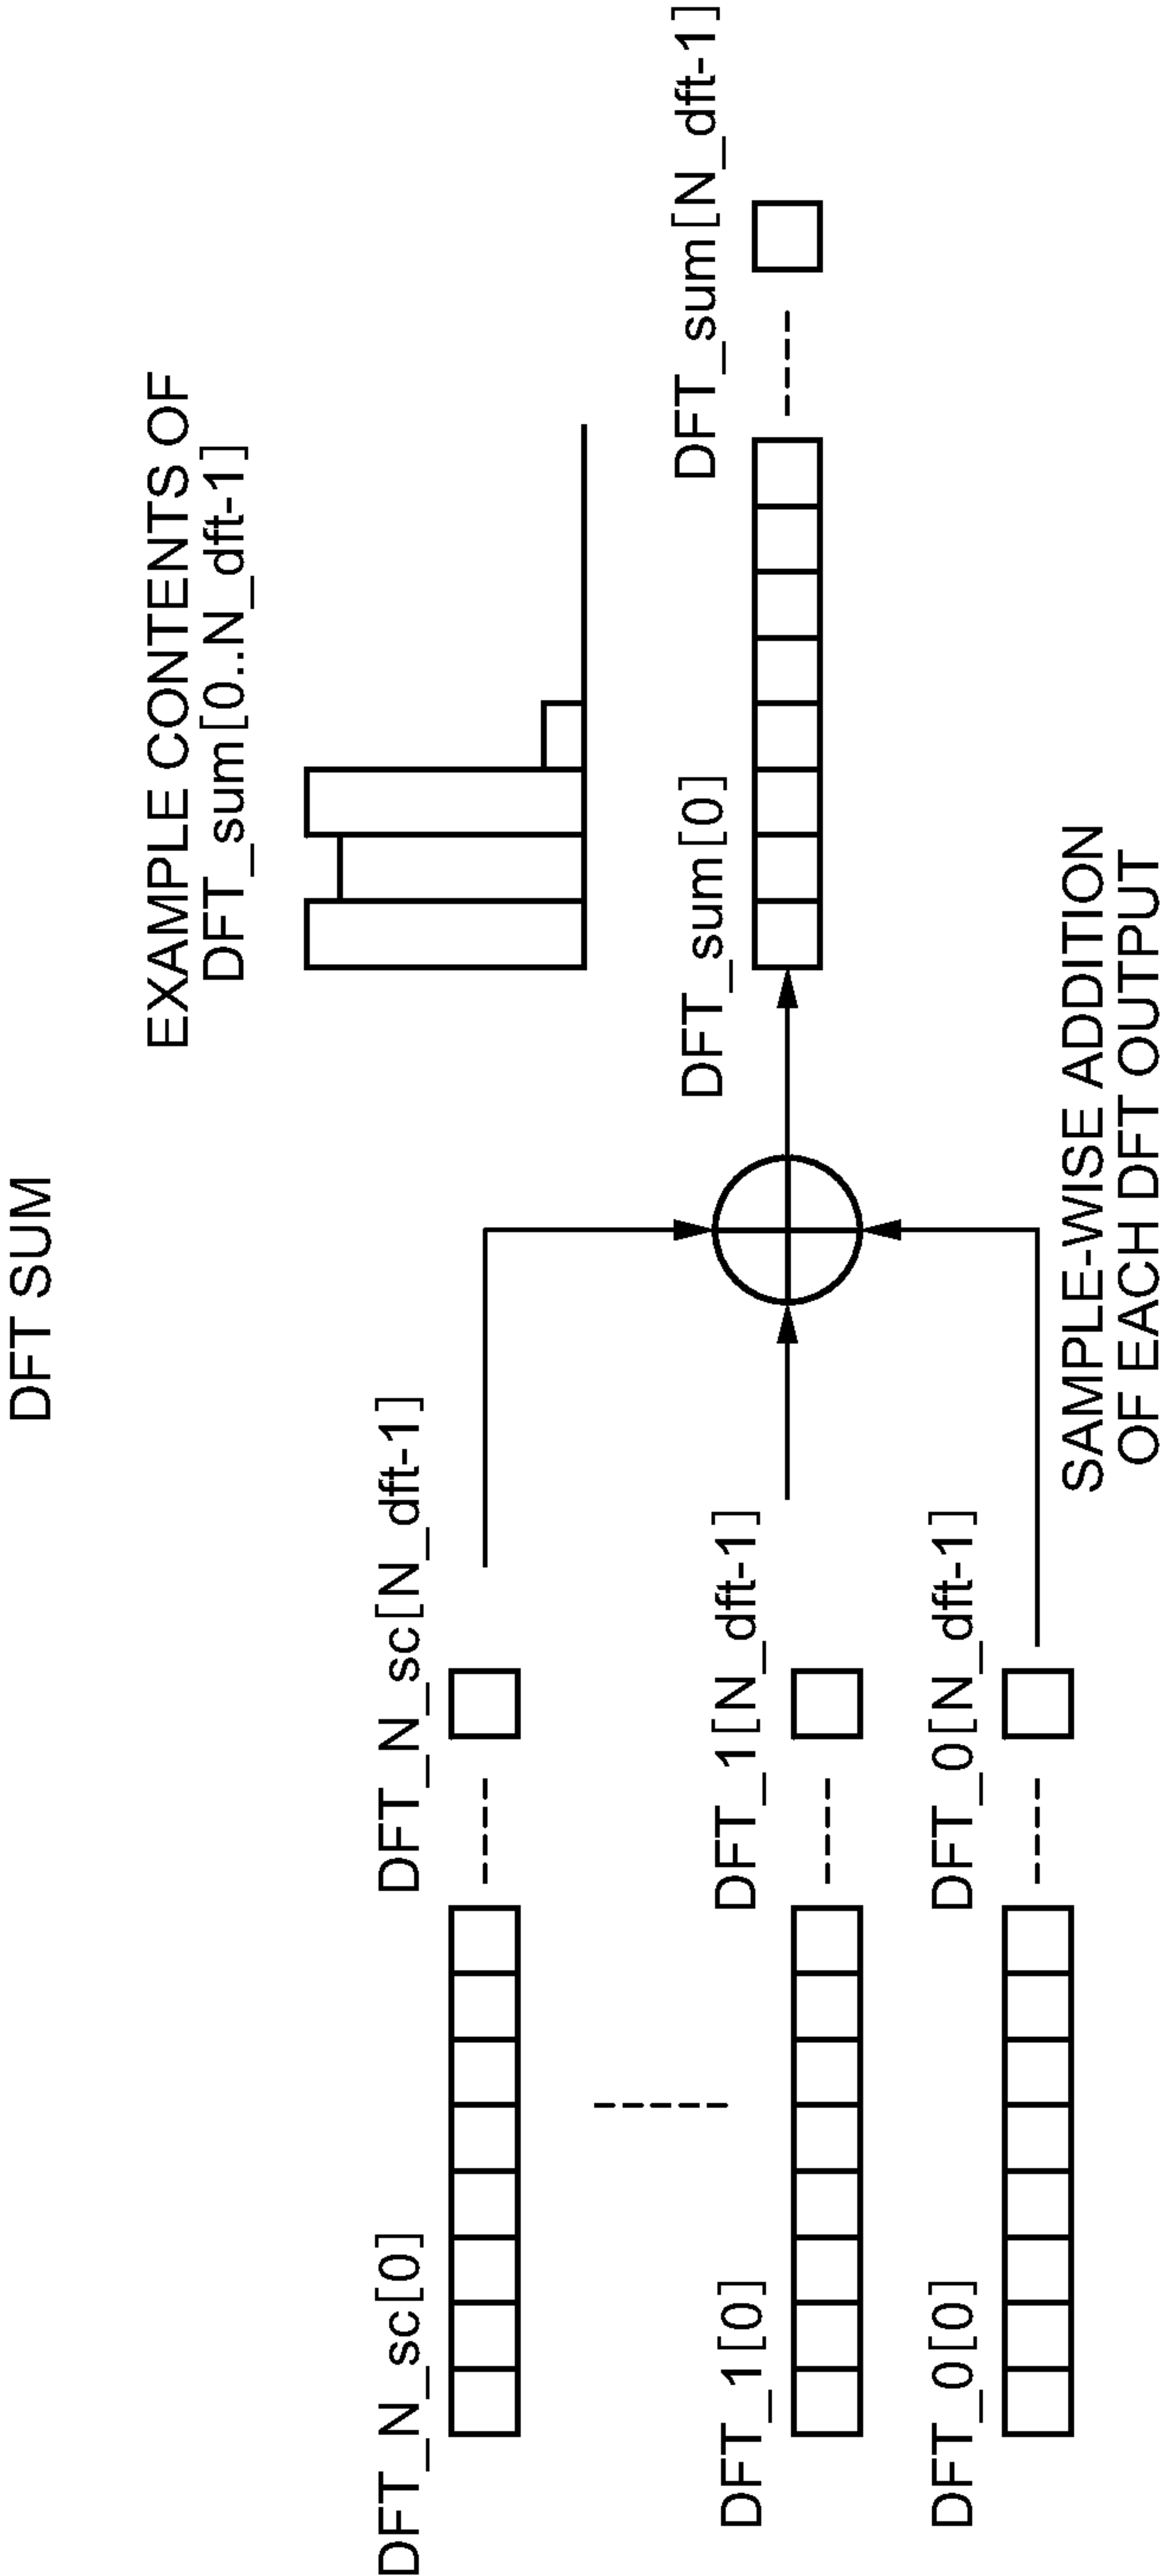 DFT SUM
EXAMPLE CONTENTS OF
DFT_sum[0..N_dft-1]
DFT_N_sc[0]
DFT_N_sc[N_dft-1]
DFT_sum[0]
DFT_sum[N_dft-1]
DFT_1[0]
DFT_1[N_dft-1]
DFT_0[0]
DFT_0[N_dft-1]
SAMPLE-WISE ADDITION
OF EACH DFT OUTPUT